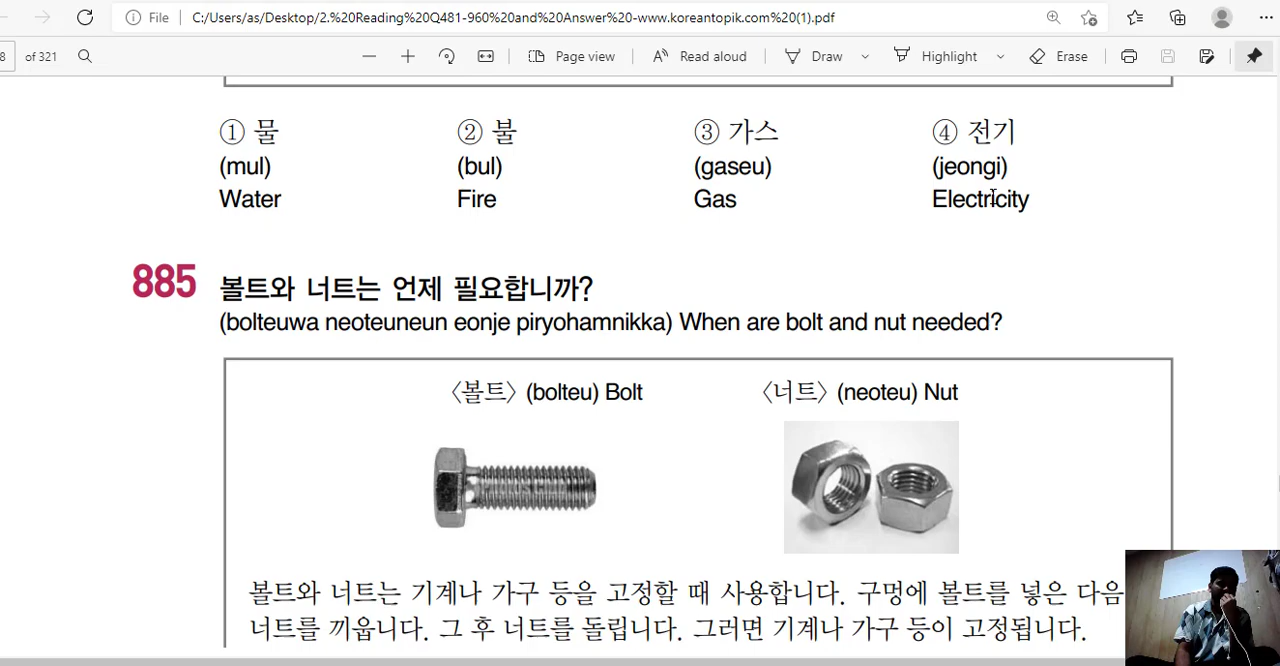 File C:/Users/as/Desktop/2.%20Reading%20Q481-960%20and%20Answer%20-www.koreantopik.com%20(1).pdf
8 of 321 Page view Read aloud Draw Highlight Erase
① 물 ② 불 ③ 가스 ④ 전기
(mul) (bul) (gaseu) (jeongi)
Water Fire Gas Electricity
885 볼트와 너트는 언제 필요합니까?
(bolteuwa neoteuneun eonje piryohamnikka) When are bolt and nut needed?
〈볼트〉 (bolteu) Bolt 〈너트〉 (neoteu) Nut
볼트와 너트는 기계나 가구 등을 고정할 때 사용합니다. 구멍에 볼트를 넣은 다음
너트를 끼웁니다. 그 후 너트를 돌립니다. 그러면 기계나 가구 등이 고정됩니다.